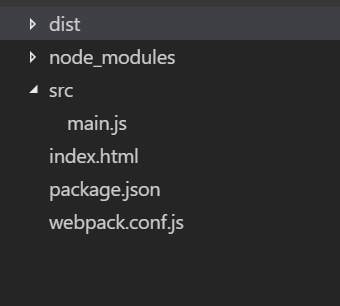 dist
node_modules
src
main.js
index.html
package.json
webpack.conf.js